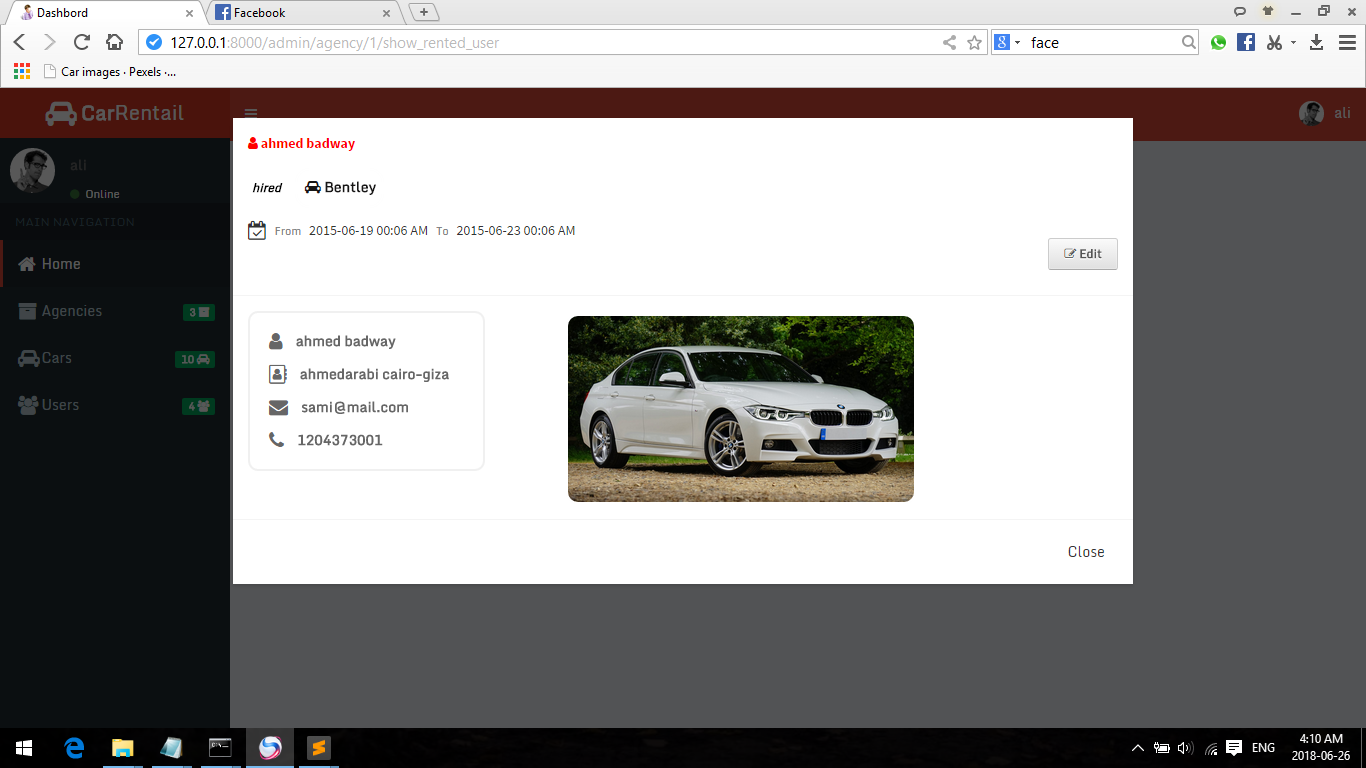 Dashbord
Facebook
127.0.0.1:8000/admin/agency/1/show_rented_user
face
Car images · Pexels ·...
CarRentail
ali
ali
Online
MAIN NAVIGATION
Home
Agencies
3
Cars
10
Users
4
ahmed badway
hired
Bentley
From 2015-06-19 00:06 AM To 2015-06-23 00:06 AM
Edit
ahmed badway
ahmedarabi cairo-giza
sami@mail.com
1204373001
Close
ENG
4:10 AM
2018-06-26